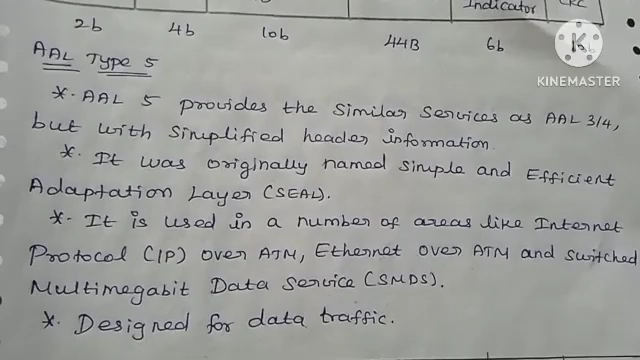 Indicator CRC
2b 4b 10b 44B 6b
KINEMASTER
AAL Type 5
*. AAL 5 provides the similar services as AAL 3/4,
but with simplified header information.
*. It was originally named simple and Efficient
Adaptation Layer (SEAL).
*. It is used in a number of areas like Internet
Protocol (IP) over ATM, Ethernet over ATM and switched
Multimegabit Data Service (SMDS).
*. Designed for data traffic.